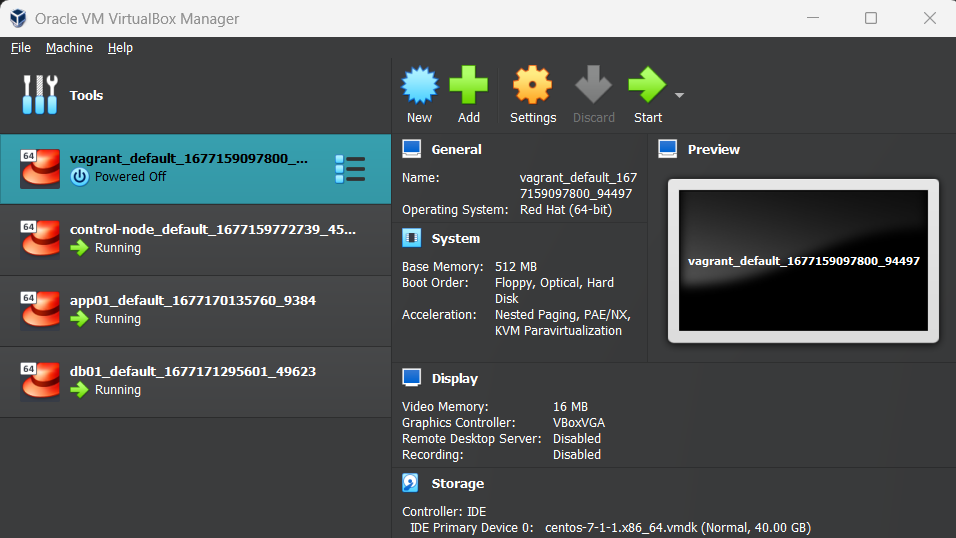 Oracle VM VirtualBox Manager
File Machine Help
Tools
New Add Settings Discard Start
64
vagrant_default_1677159097800_...
Powered Off
64
control-node_default_1677159772739_45...
Running
64
app01_default_1677170135760_9384
Running
64
db01_default_1677171295601_49623
Running
General
Name: vagrant_default_167
7159097800_94497
Operating System: Red Hat (64-bit)
System
Base Memory: 512 MB
Boot Order: Floppy, Optical, Hard
Disk
Acceleration: Nested Paging, PAE/NX,
KVM Paravirtualization
Preview
vagrant_default_1677159097800_94497
Display
Video Memory: 16 MB
Graphics Controller: VBoxVGA
Remote Desktop Server: Disabled
Recording: Disabled
Storage
Controller: IDE
IDE Primary Device 0: centos-7-1-1.x86_64.vmdk (Normal, 40.00 GB)